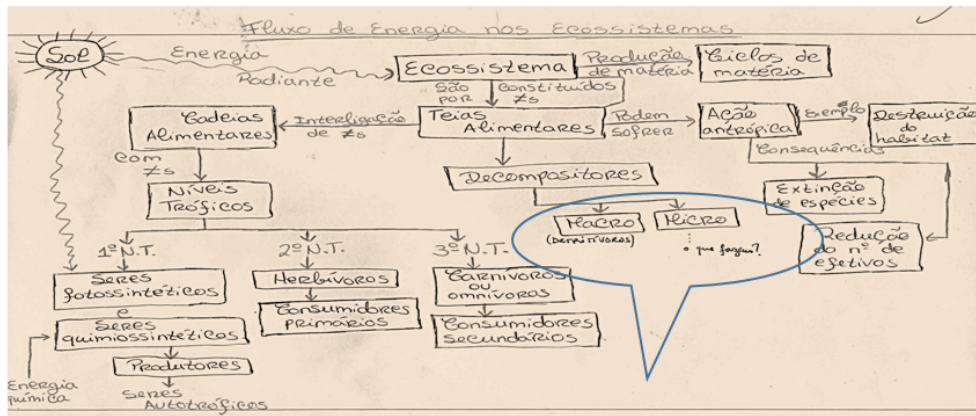 Fluxo de Energia nos Ecossistemas
Sol
Energia
Radiante
Ecossistema
Produção
de matéria
Ciclos de
matéria
São
por
constituídos
≠s
Cadeias
Alimentares
Interligação
de ≠s
Teias
Alimentares
Podem
sofrer
Ação
antrópica
Exemplo
Destruição
do
habitat
Consequências
com
≠s
Níveis
Tróficos
Decompositores
Extinção
de espécies
Macro
(DETRITÍVOROS)
Micro
o que fazem?
Redução
do nº de
efetivos
1º N.T.
2º N.T.
3º N.T.
Seres
fotossintéticos
e
Seres
quimiossintéticos
Herbívoros
Consumidores
primários
Carnívoros
ou
omnívoros
Consumidores
secundários
Produtores
Energia
química
Seres
Autotróficos